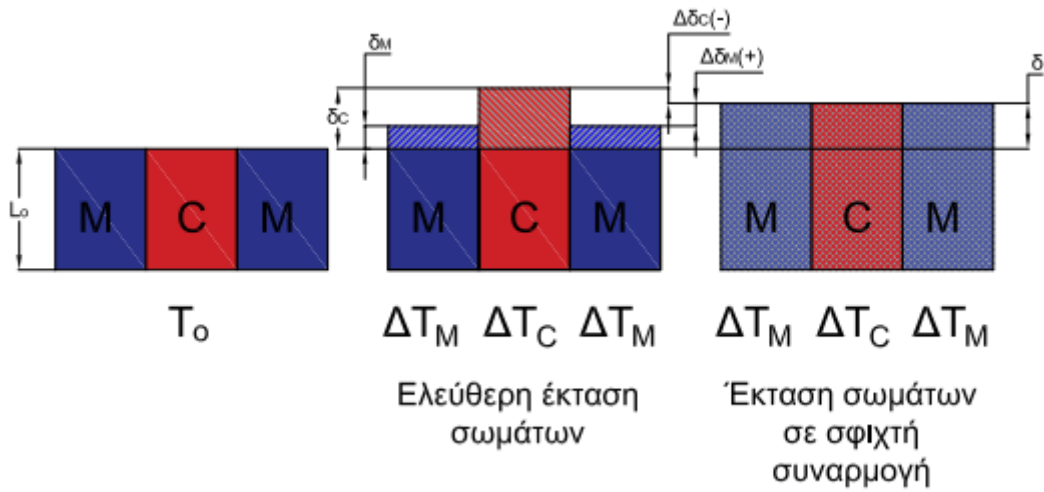 Δδc(-)
δM
ΔδM(+)
δ
δc
Lo
M C M
M C M
M C M
To
ΔTM ΔTC ΔTM
ΔTM ΔTC ΔTM
Ελεύθερη έκταση
σωμάτων
Έκταση σωμάτων
σε σφιχτή
συναρμογή